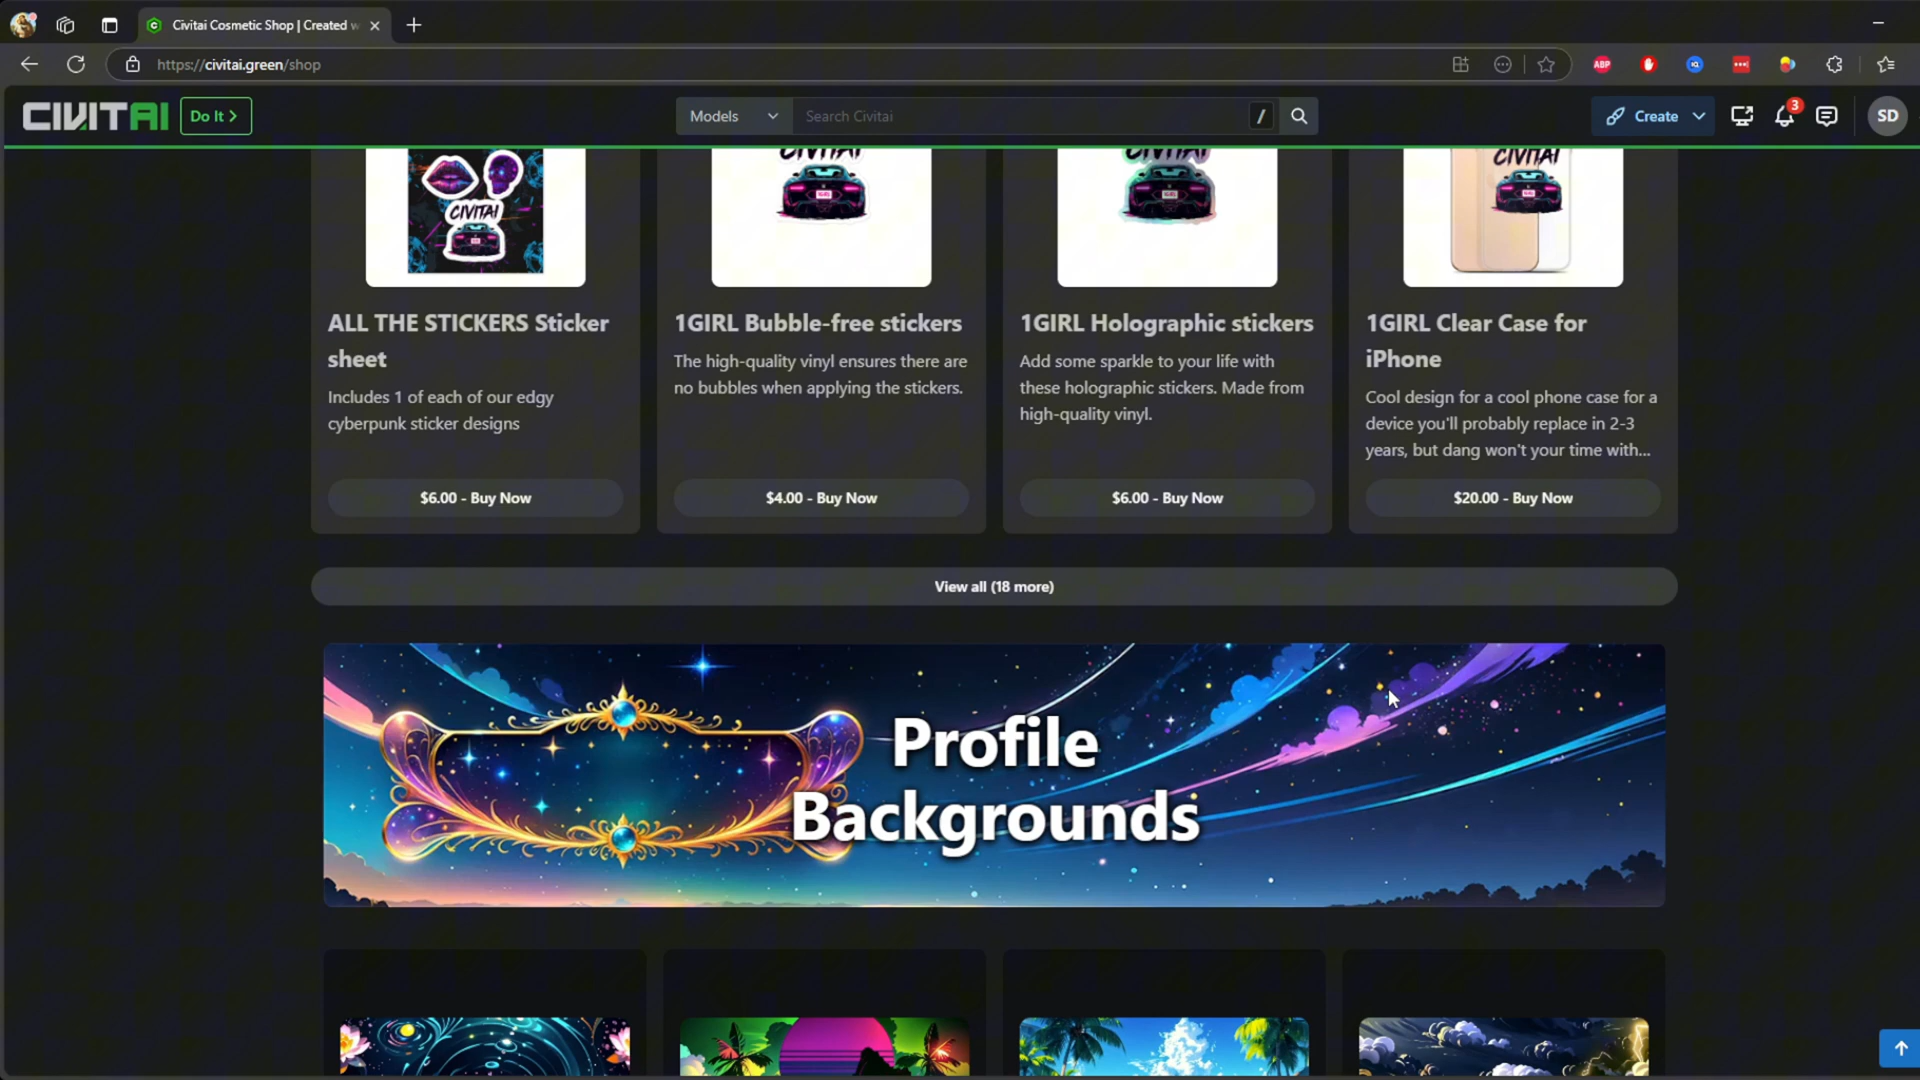 Civitai Cosmetic Shop | Created w
https://civitai.green/shop
ABP
CIVITAI
Do It >
Models
Search Civitai
/
Create
3
SD
CIVITAI
CIVITAI
CIVITAI
CIVITAI
ALL THE STICKERS Sticker
sheet
Includes 1 of each of our edgy
cyberpunk sticker designs
$6.00 - Buy Now
1GIRL Bubble-free stickers
The high-quality vinyl ensures there are
no bubbles when applying the stickers.
$4.00 - Buy Now
1GIRL Holographic stickers
Add some sparkle to your life with
these holographic stickers. Made from
high-quality vinyl.
$6.00 - Buy Now
1GIRL Clear Case for
iPhone
Cool design for a cool phone case for a
device you'll probably replace in 2-3
years, but dang won't your time with...
$20.00 - Buy Now
View all (18 more)
Profile
Backgrounds